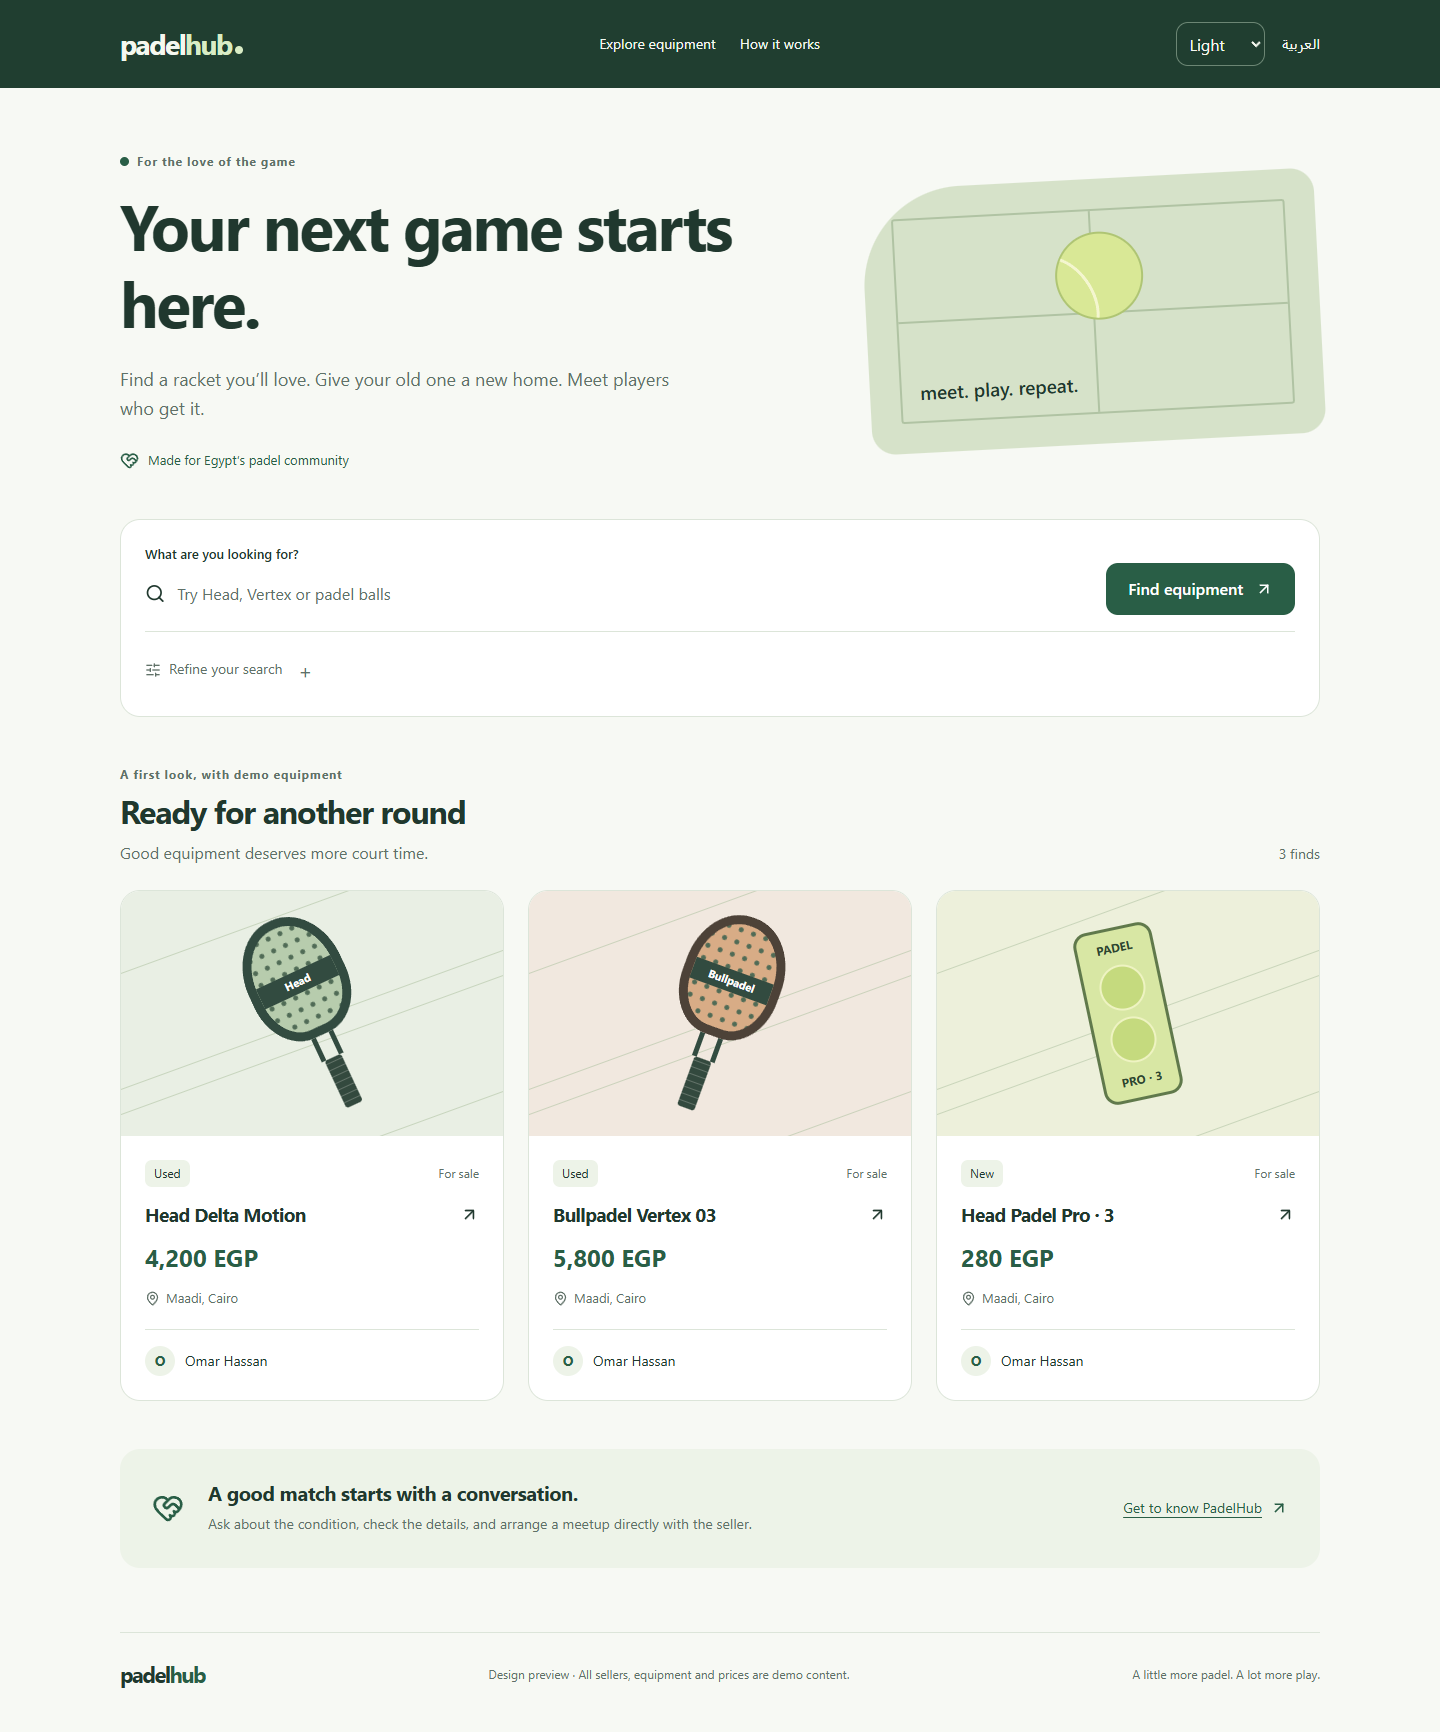 padelhub.
Explore equipment
How it works
Light
العربية
For the love of the game
Your next game starts
here.
Find a racket you’ll love. Give your old one a new home. Meet players
who get it.
Made for Egypt's padel community
meet. play. repeat.
What are you looking for?
Try Head, Vertex or padel balls
Find equipment
Refine your search +
A first look, with demo equipment
Ready for another round
Good equipment deserves more court time.
3 finds
Head
Used
For sale
Head Delta Motion
4,200 EGP
Maadi, Cairo
O
Omar Hassan
Bullpadel
Used
For sale
Bullpadel Vertex 03
5,800 EGP
Maadi, Cairo
O
Omar Hassan
PADEL
PRO · 3
New
For sale
Head Padel Pro · 3
280 EGP
Maadi, Cairo
O
Omar Hassan
A good match starts with a conversation.
Ask about the condition, check the details, and arrange a meetup directly with the seller.
Get to know PadelHub
padelhub
Design preview · All sellers, equipment and prices are demo content.
A little more padel. A lot more play.